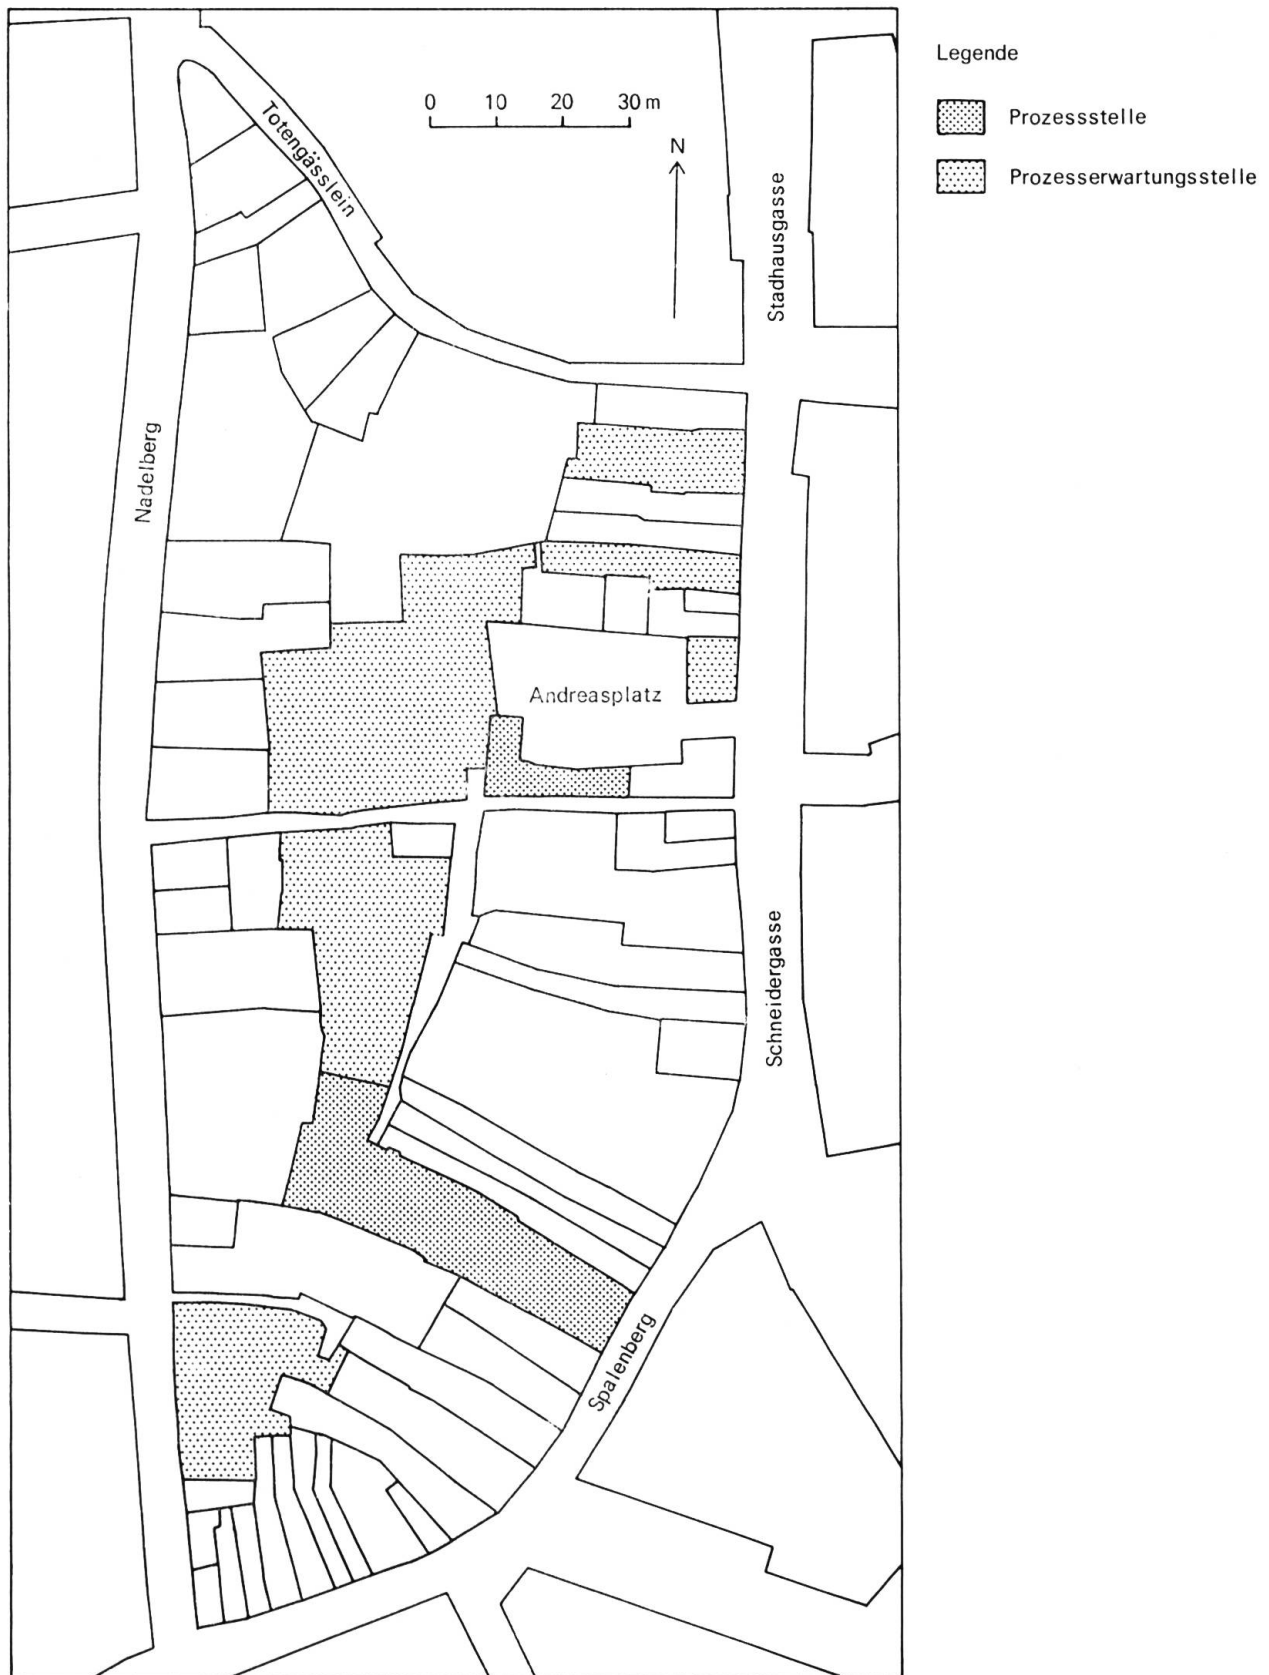 Legende
0 10 20 30 m
Prozessstelle
Totengässlein
N
Prozesserwartungsstelle
Stadhausgasse
Nadelberg
Andreasplatz
Schneidergasse
Spalenberg